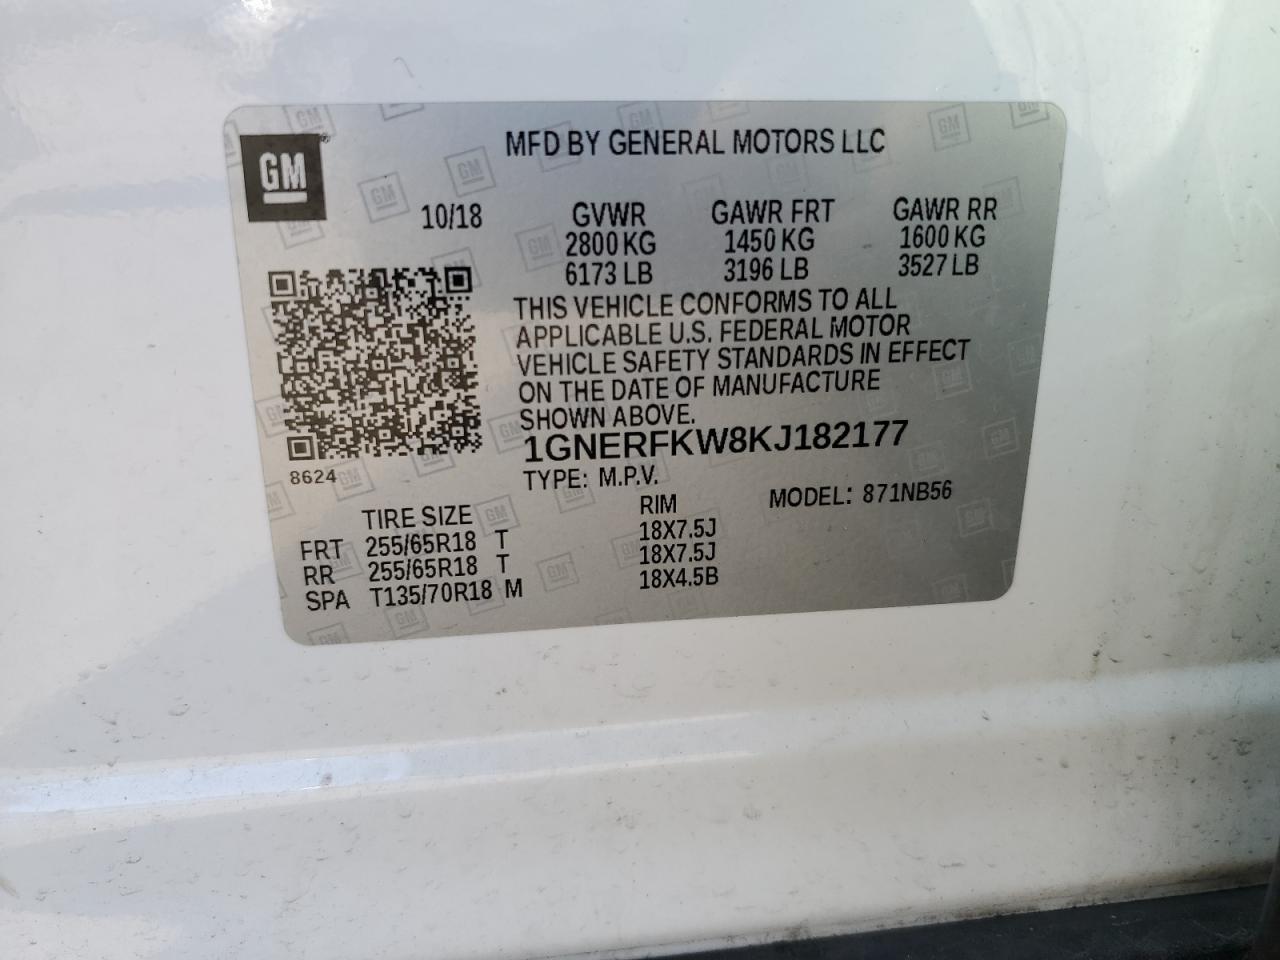 GM
MFD BY GENERAL MOTORS LLC
10/18 GVWR GAWR FRT GAWR RR
2800 KG 1450 KG 1600 KG
6173 LB 3196 LB 3527 LB
THIS VEHICLE CONFORMS TO ALL
APPLICABLE U.S. FEDERAL MOTOR
VEHICLE SAFETY STANDARDS IN EFFECT
ON THE DATE OF MANUFACTURE
SHOWN ABOVE.
1GNERFKW8KJ182177
8624
TYPE: M.P.V. MODEL: 871NB56
TIRE SIZE RIM
FRT 255/65R18 T 18X7.5J
RR 255/65R18 T 18X7.5J
SPA T135/70R18 M 18X4.5B